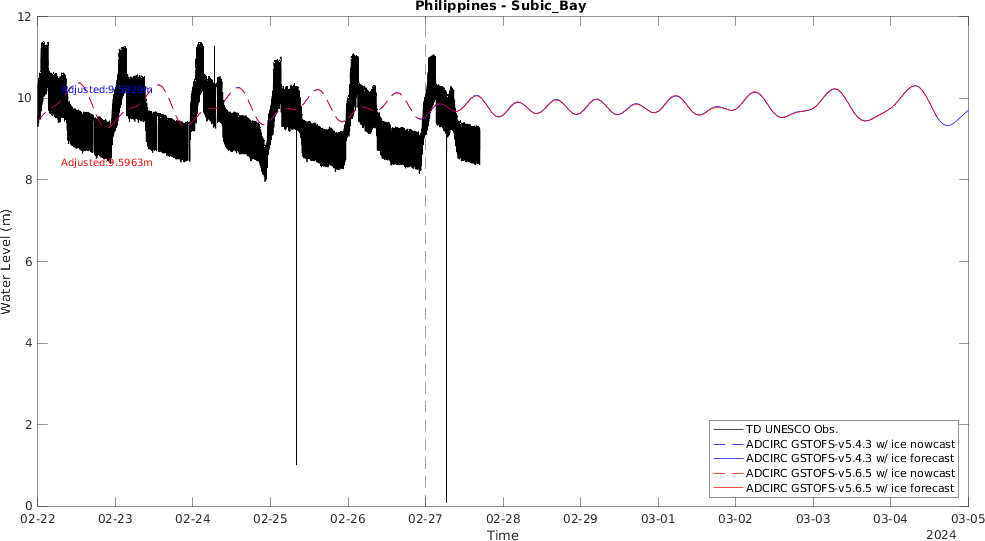 Philippines - Subic_Bay
Water Level (m)
12
10
8
6
4
2
0
Adjusted:9.5963m
TD UNESCO Obs.
ADCIRC GSTOFS-v5.4.3 w/ ice nowcast
ADCIRC GSTOFS-v5.4.3 w/ ice forecast
ADCIRC GSTOFS-v5.6.5 w/ ice nowcast
ADCIRC GSTOFS-v5.6.5 w/ ice forecast
02-22 02-23 02-24 02-25 02-26 02-27 02-28 02-29 03-01 03-02 03-03 03-04 03-05
Time
2024